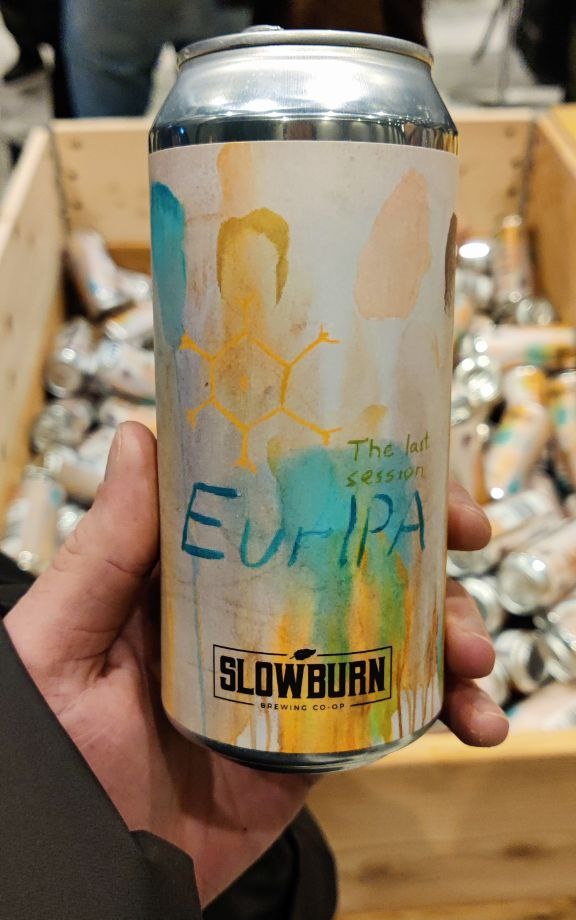 The last
session
EurIPA
SLOWBURN
BREWING CO-OP